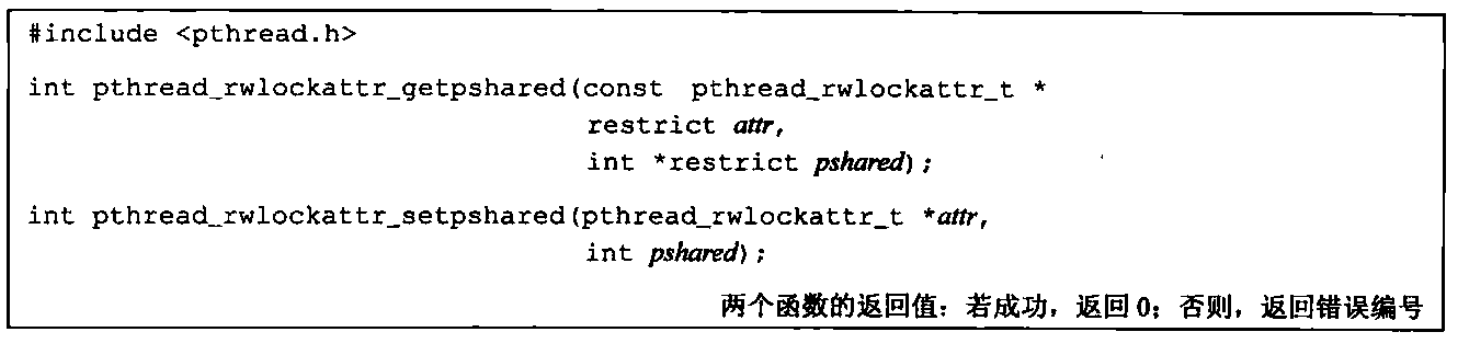 #include <pthread.h>
int pthread_rwlockattr_getpshared(const pthread_rwlockattr_t *
restrict attr,
int *restrict pshared);
int pthread_rwlockattr_setpshared(pthread_rwlockattr_t *attr,
int pshared);
两个函数的返回值：若成功，返回 0；否则，返回错误编号